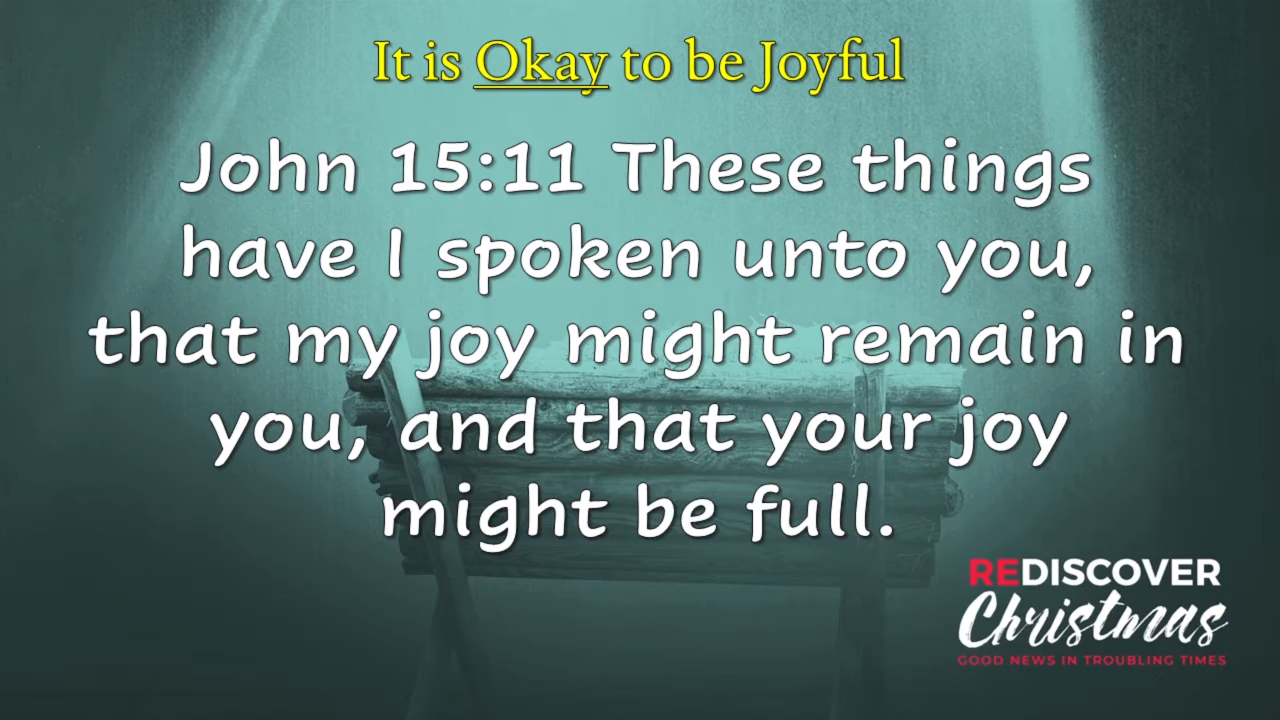 It is Okay to be Joyful
John 15:11 These things
have I spoken unto you,
that my joy might remain in
you, and that your joy
might be full.
REDISCOVER
Christmas
GOOD NEWS IN TROUBLING TIMES